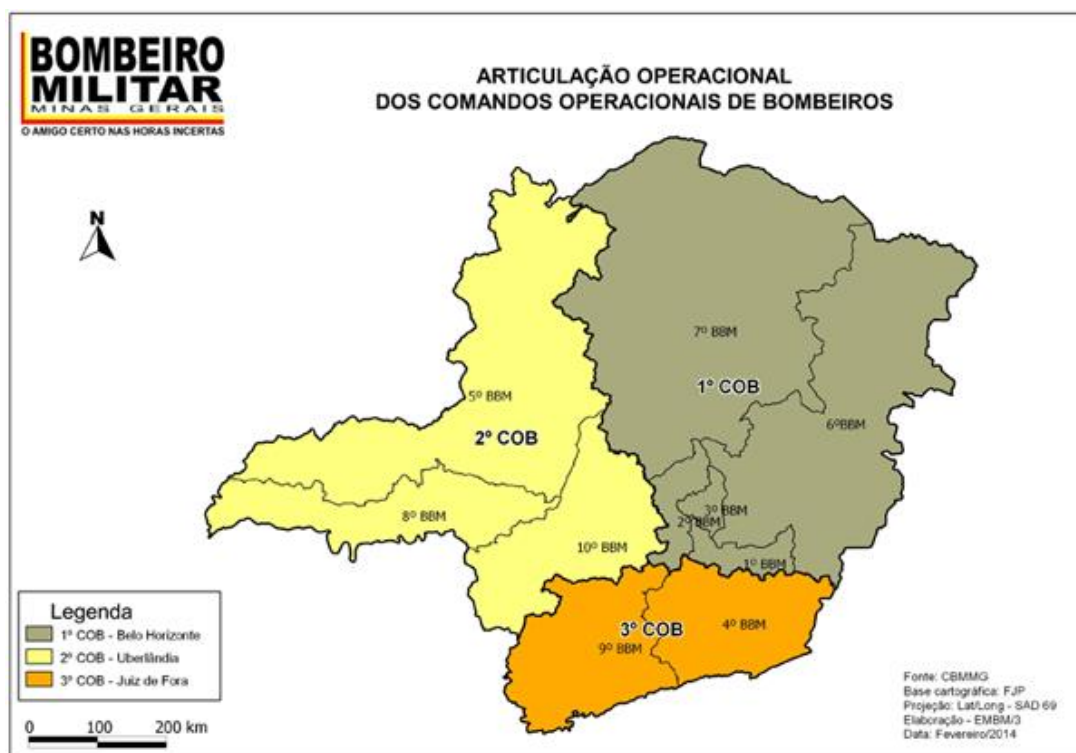 BOMBEIRO
MILITAR
MINAS GERAIS
O AMIGO CERTO NAS HORAS INCERTAS
ARTICULAÇÃO OPERACIONAL
DOS COMANDOS OPERACIONAIS DE BOMBEIROS
N
7º BBM
1º COB
5º BBM
6ºBBM
2º COB
3º BBM
8º BBM
2º BBM
10º BBM
1º BBM
4º BBM
3º COB
9º BBM
Legenda
1º COB - Belo Horizonte
2º COB - Uberlândia
3º COB - Juiz de Fora
0 100 200 km
Fonte: CBMMG
Base cartográfica: FJP
Projeção: Lat/Long - SAD 69
Elaboração - EMBM/3
Data: Fevereiro/2014